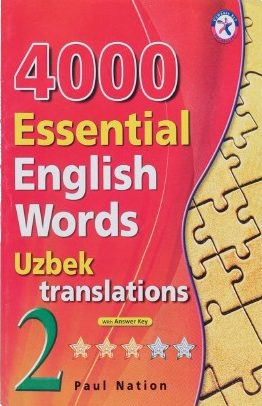 4000
Essential
English
Words
Uzbek
translations
With Answer Key
2
Paul Nation